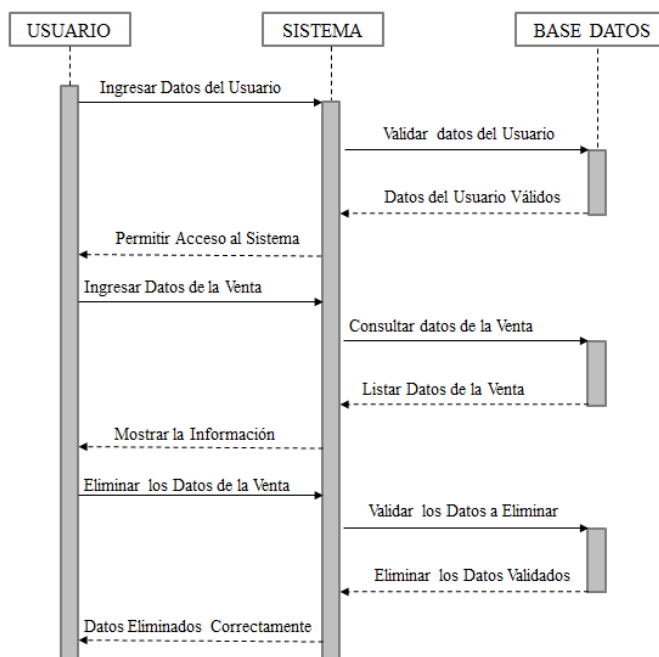 USUARIO
SISTEMA
BASE DATOS
Ingresar Datos del Usuario
Validar datos del Usuario
Datos del Usuario Válidos
Permitir Acceso al Sistema
Ingresar Datos de la Venta
Consultar datos de la Venta
Listar Datos de la Venta
Mostrar la Información
Eliminar los Datos de la Venta
Validar los Datos a Eliminar
Eliminar los Datos Validados
Datos Eliminados Correctamente